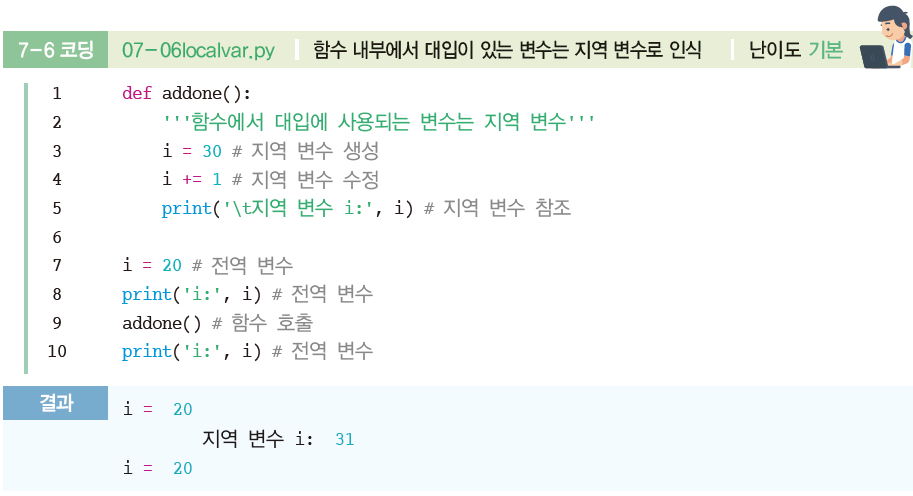 7-6 코딩 07-06localvar.py 함수 내부에서 대입이 있는 변수는 지역 변수로 인식 난이도 기본
1 def addone():
2 '''함수에서 대입에 사용되는 변수는 지역 변수'''
3 i = 30 # 지역 변수 생성
4 i += 1 # 지역 변수 수정
5 print('\t지역 변수 i:', i) # 지역 변수 참조
6
7 i = 20 # 전역 변수
8 print('i:', i) # 전역 변수
9 addone() # 함수 호출
10 print('i:', i) # 전역 변수
결과 i = 20
지역 변수 i: 31
i = 20